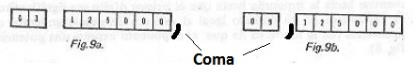 0 3 1 2 5 0 0 0 , 0 9 , 1 2 5 0 0 0
Fig.9a. Coma Fig.9b.